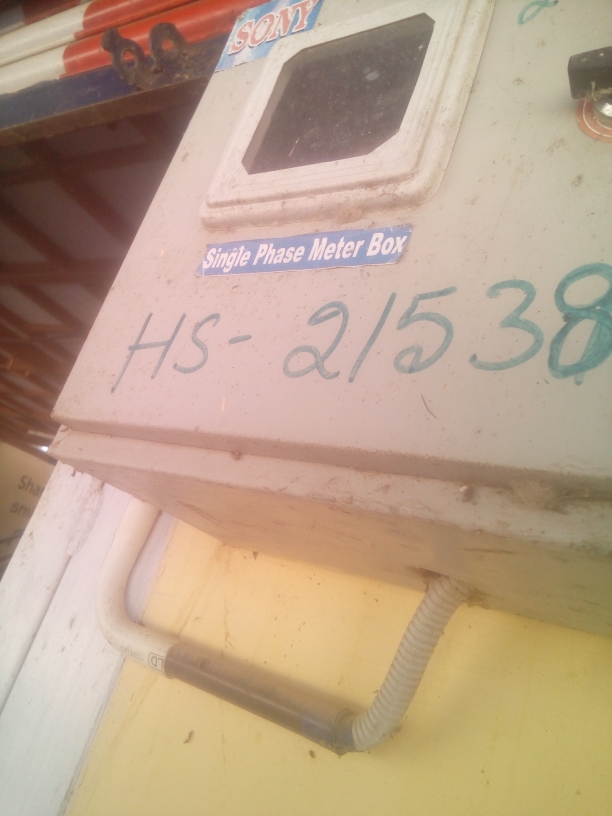 SONY
Single Phase Meter Box
HS-21538